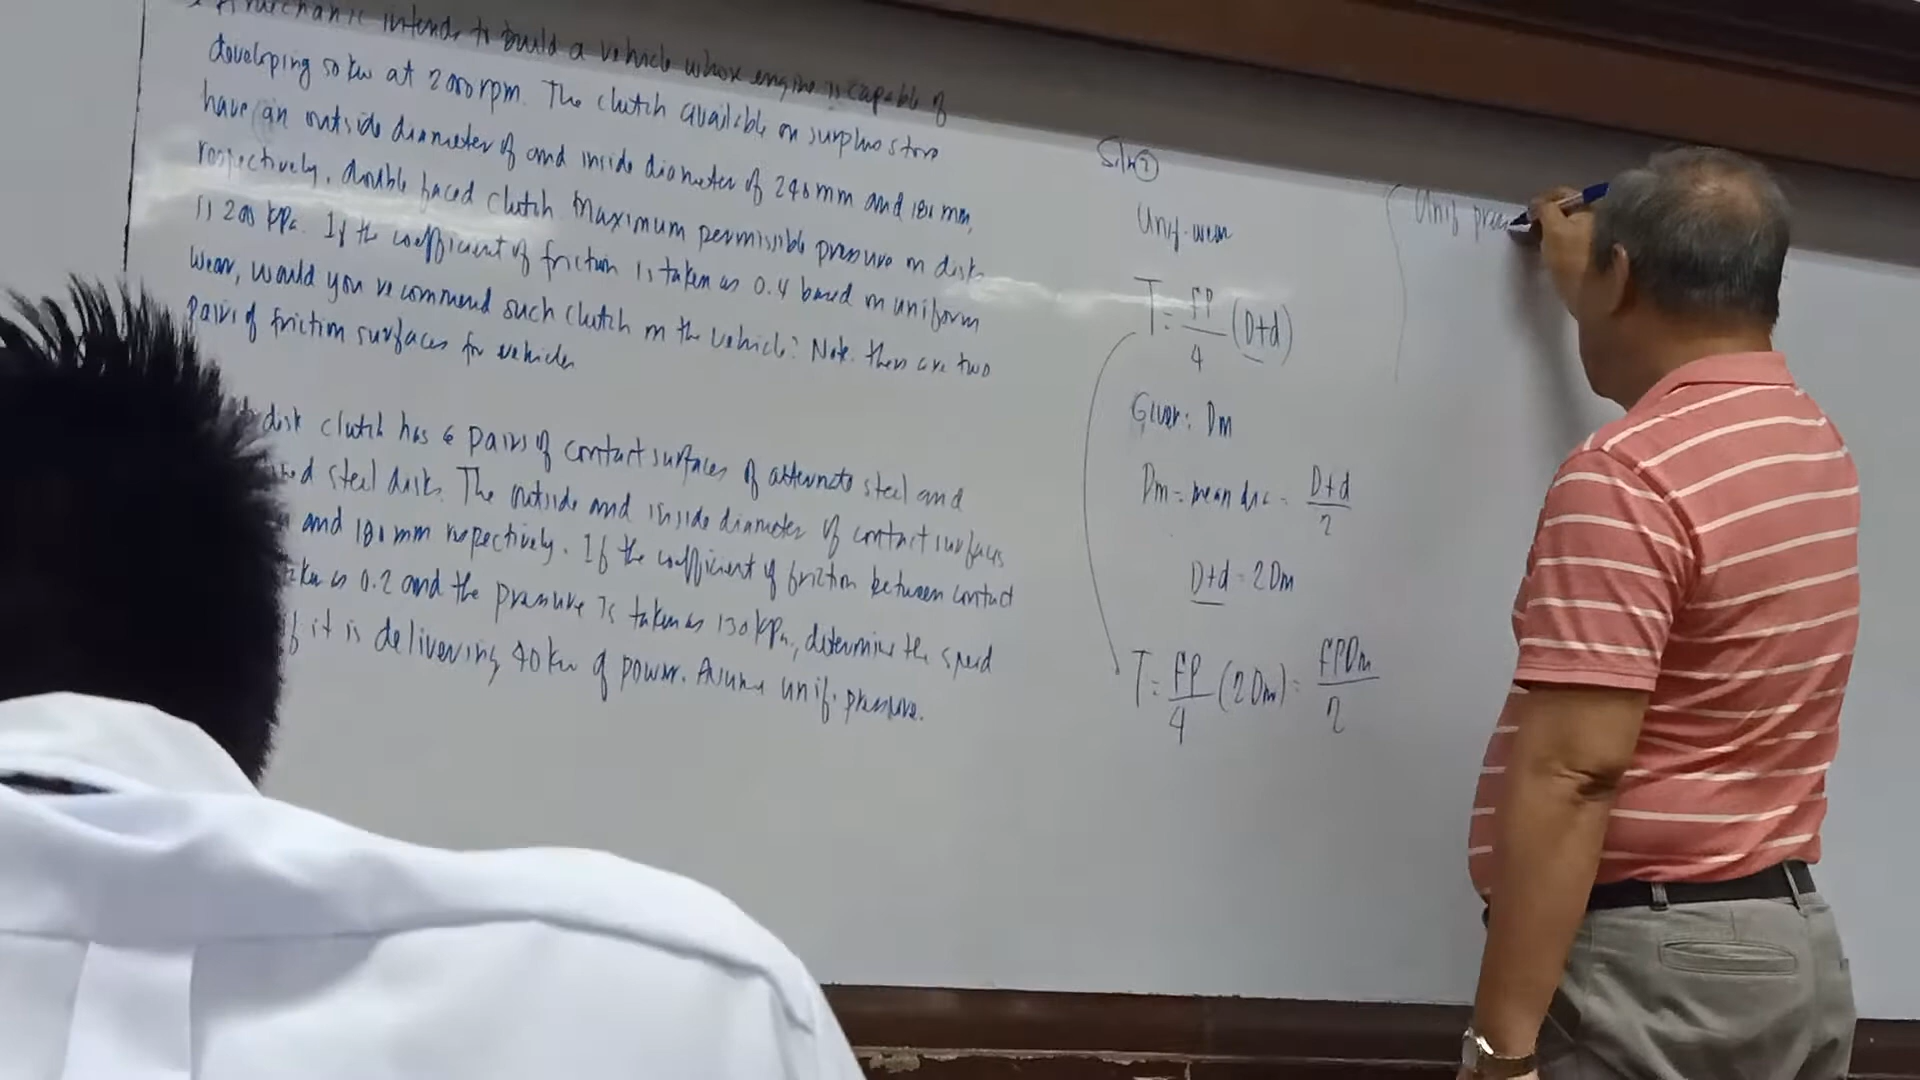 mechanic intends to build a vehicle whose engine is capable of
developing 50 kw at 2000 rpm. The clutch available on surplus store
have an outside diameter of and inside diameter of 240 mm and 180 mm,
respectively, double faced clutch maximum permissible pressure on disk
is 200 kPa. If the coefficient of friction is taken as 0.4 based on uniform
wear, would you recommend such clutch on the vehicle? Note. there are two
pairs of friction surfaces for vehicles
disk clutch has 6 pairs of contact surfaces of alternate steel and
steel disk. The outside and inside diameter of contact surfaces
and 180 mm respectively. If the coefficient of friction between contact
0.2 and the pressure is taken as 130 kPa, determine the speed
if it is delivering 40 kw of power. Assume unif. pressure.
Unif. wear
T = FP/4 (D+d)
Given: Dm
Dm = mean dia = D+d/2
D+d = 2Dm
T = FP/4 (2Dm) = FPDm/2
Unif